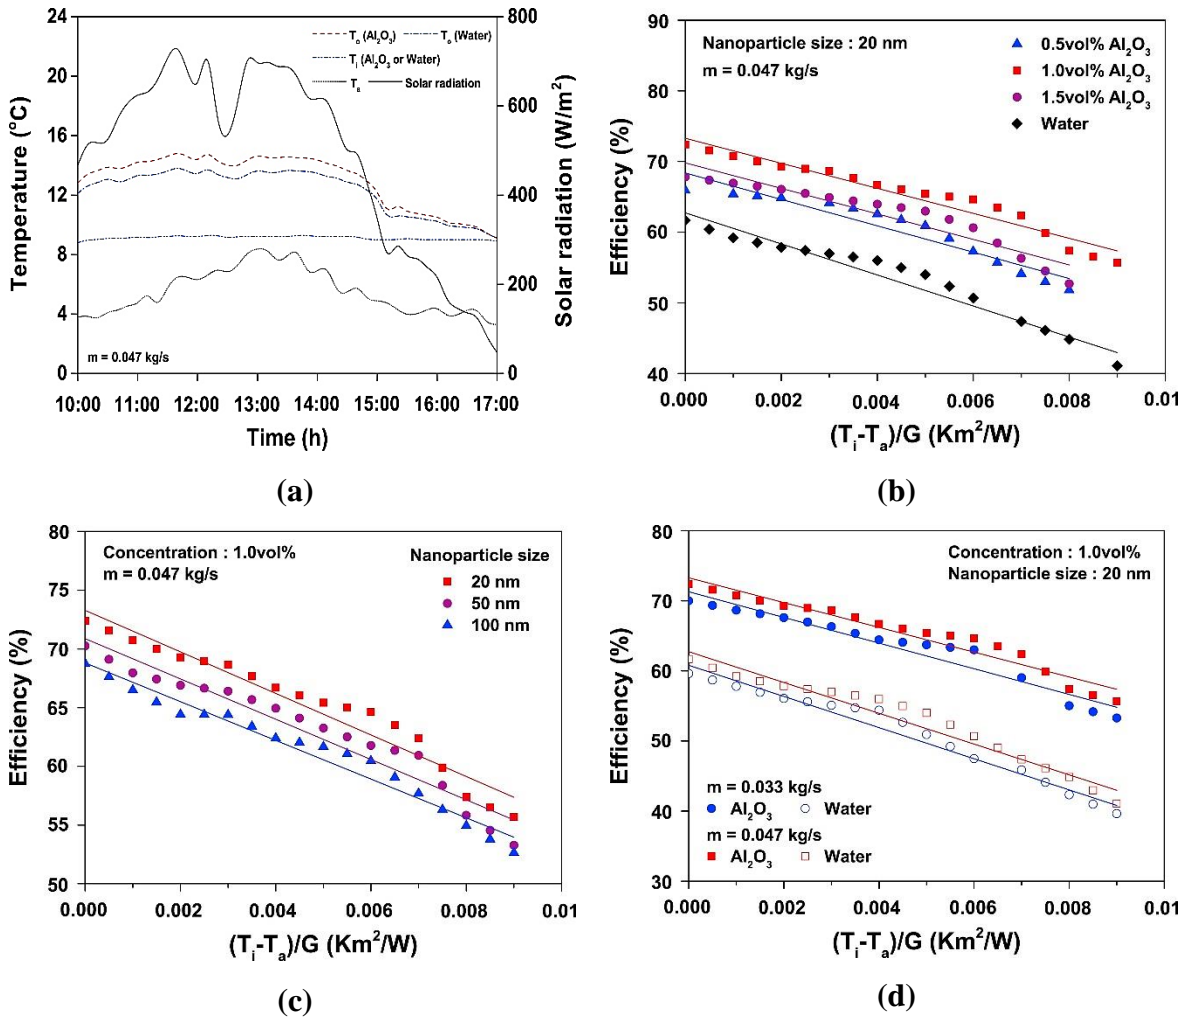 24
20
16
12
8
4
0
Temperature (°C)
800
600
400
200
0
Solar radiation (W/m²)
Tₒ (Al₂O₃) Tₒ (Water)
Tᵢ (Al₂O₃ or Water)
Tₐ Solar radiation
m = 0.047 kg/s
10:00 11:00 12:00 13:00 14:00 15:00 16:00 17:00
Time (h)
(a)
90
80
70
60
50
40
Efficiency (%)
Nanoparticle size : 20 nm
m = 0.047 kg/s
0.5vol% Al₂O₃
1.0vol% Al₂O₃
1.5vol% Al₂O₃
Water
0.000 0.002 0.004 0.006 0.008 0.01
(Tᵢ-Tₐ)/G (Km²/W)
(b)
80
75
70
65
60
55
50
Efficiency (%)
Concentration : 1.0vol%
m = 0.047 kg/s
Nanoparticle size
20 nm
50 nm
100 nm
0.000 0.002 0.004 0.006 0.008 0.01
(Tᵢ-Tₐ)/G (Km²/W)
(c)
80
70
60
50
40
30
Efficiency (%)
Concentration : 1.0vol%
Nanoparticle size : 20 nm
m = 0.033 kg/s
Al₂O₃ Water
m = 0.047 kg/s
Al₂O₃ Water
0.000 0.002 0.004 0.006 0.008 0.01
(Tᵢ-Tₐ)/G (Km²/W)
(d)